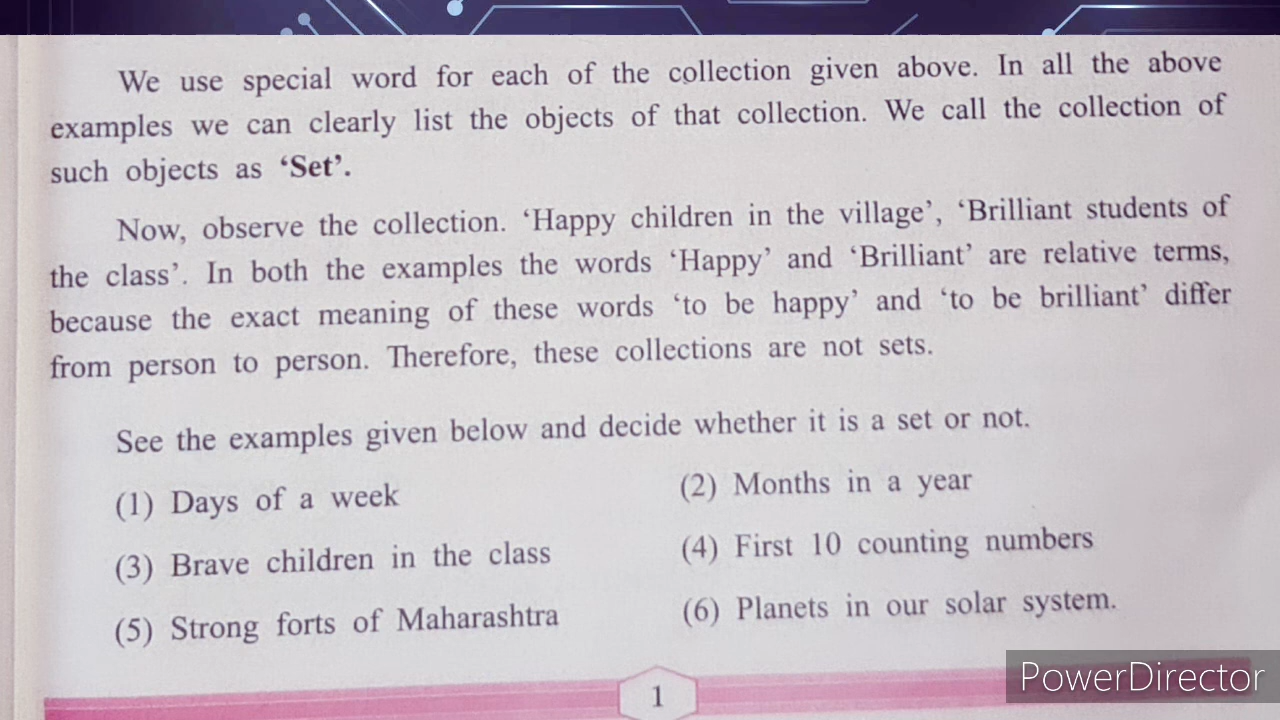 We use special word for each of the collection given above. In all the above
examples we can clearly list the objects of that collection. We call the collection of
such objects as ‘Set’.
Now, observe the collection. ‘Happy children in the village’, ‘Brilliant students of
the class’. In both the examples the words ‘Happy’ and ‘Brilliant’ are relative terms,
because the exact meaning of these words ‘to be happy’ and ‘to be brilliant’ differ
from person to person. Therefore, these collections are not sets.
See the examples given below and decide whether it is a set or not.
(1) Days of a week
(2) Months in a year
(3) Brave children in the class
(4) First 10 counting numbers
(5) Strong forts of Maharashtra
(6) Planets in our solar system.
1
PowerDirector